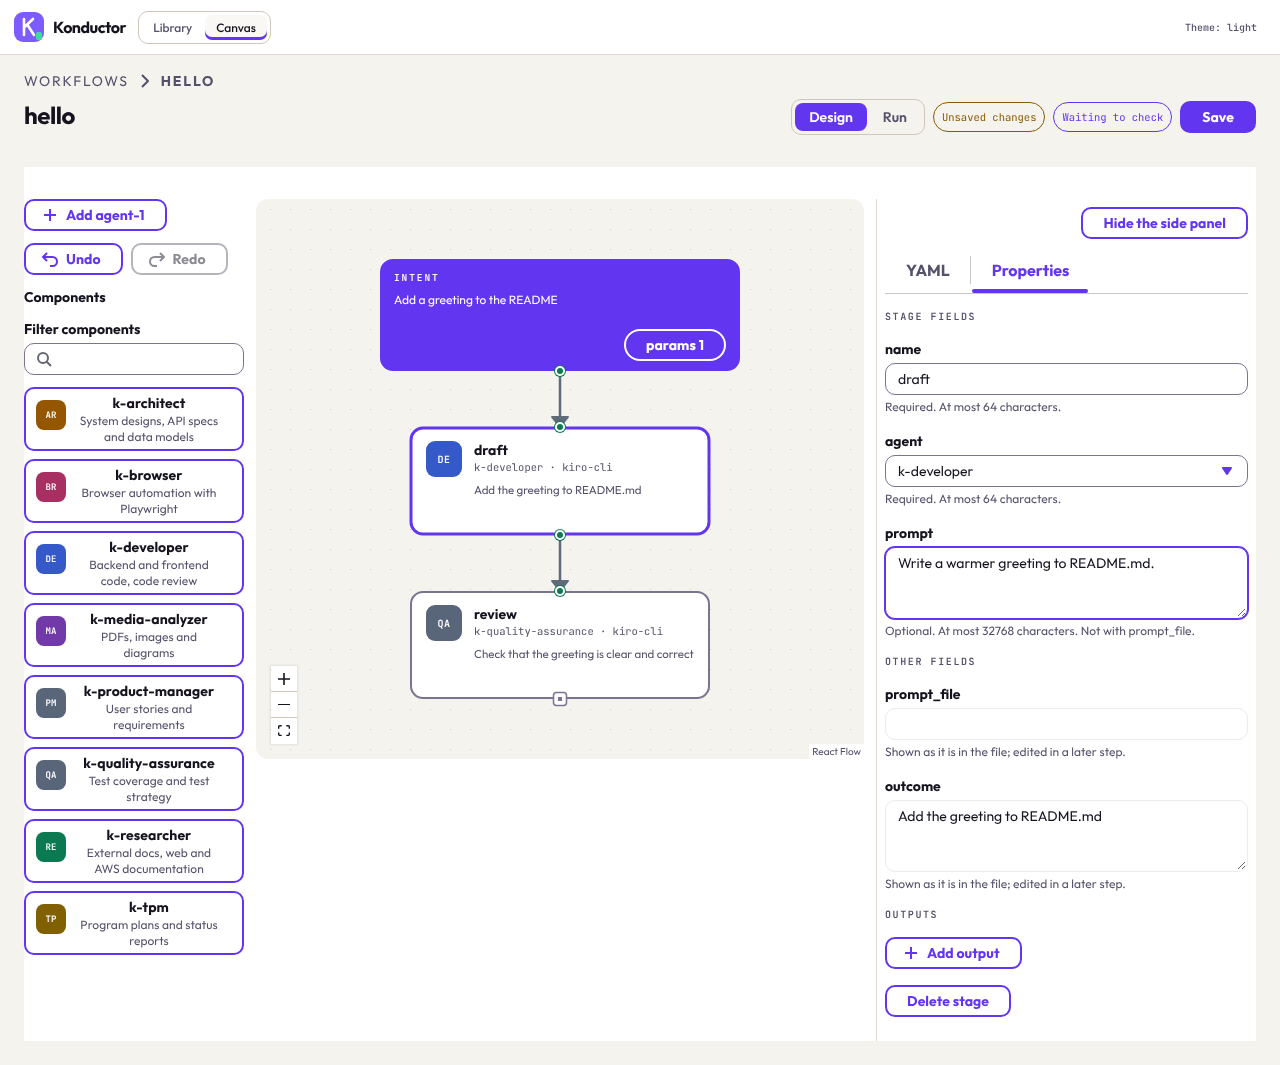 Konductor
Library
Canvas
Theme: light
WORKFLOWS
HELLO
hello
Design
Run
Unsaved changes
Waiting to check
Save
Add agent-1
Undo
Redo
Components
Filter components
AR
k-architect
System designs, API specs
and data models
BR
k-browser
Browser automation with
Playwright
DE
k-developer
Backend and frontend
code, code review
MA
k-media-analyzer
PDFs, images and
diagrams
PM
k-product-manager
User stories and
requirements
QA
k-quality-assurance
Test coverage and test
strategy
RE
k-researcher
External docs, web and
AWS documentation
TP
k-tpm
Program plans and status
reports
INTENT
Add a greeting to the README
params 1
DE
draft
k-developer · kiro-cli
Add the greeting to README.md
QA
review
k-quality-assurance · kiro-cli
Check that the greeting is clear and correct
React Flow
Hide the side panel
YAML
Properties
STAGE FIELDS
name
draft
Required. At most 64 characters.
agent
k-developer
Required. At most 64 characters.
prompt
Write a warmer greeting to README.md.
Optional. At most 32768 characters. Not with prompt_file.
OTHER FIELDS
prompt_file
Shown as it is in the file; edited in a later step.
outcome
Add the greeting to README.md
Shown as it is in the file; edited in a later step.
OUTPUTS
Add output
Delete stage